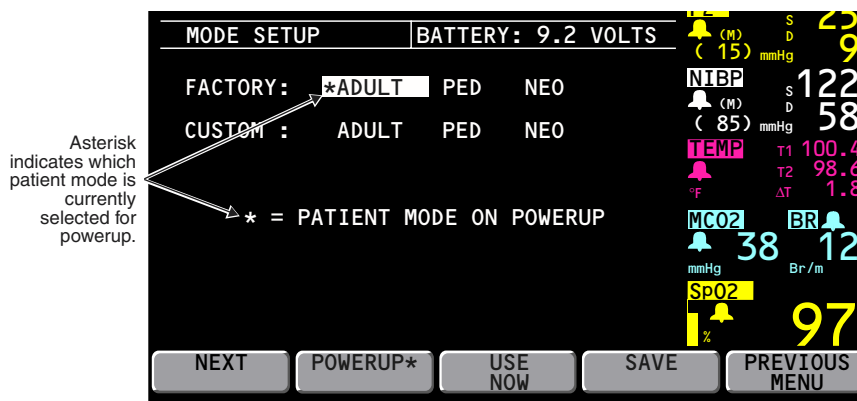 Asterisk
indicates which
patient mode is
currently
selected for
powerup.
MODE SETUP BATTERY: 9.2 VOLTS
FACTORY: *ADULT PED NEO
CUSTOM : ADULT PED NEO
* = PATIENT MODE ON POWERUP
S 25
(M) D 9
( 15) mmHg
NIBP S 122
(M) D 58
( 85) mmHg
TEMP T1 100.4
T2 98.6
°F ΔT 1.8
MCO2 BR
38 12
mmHg Br/m
SpO2
% 97
NEXT POWERUP* USE NOW SAVE PREVIOUS MENU